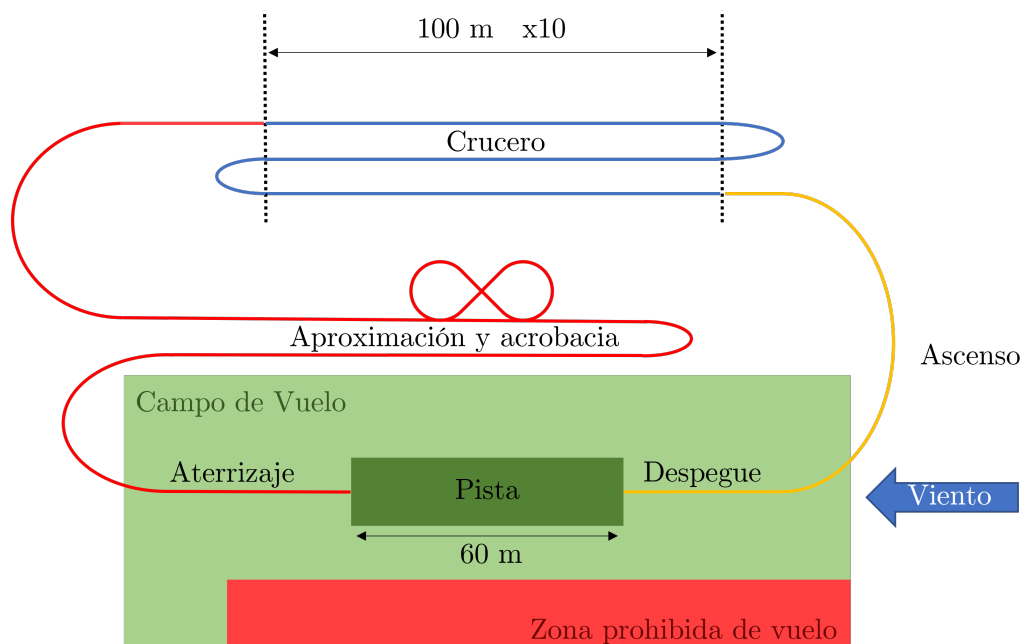 100 m x10
Crucero
Aproximación y acrobacia
Ascenso
Campo de Vuelo
Aterrizaje
Pista
Despegue
Viento
60 m
Zona prohibida de vuelo